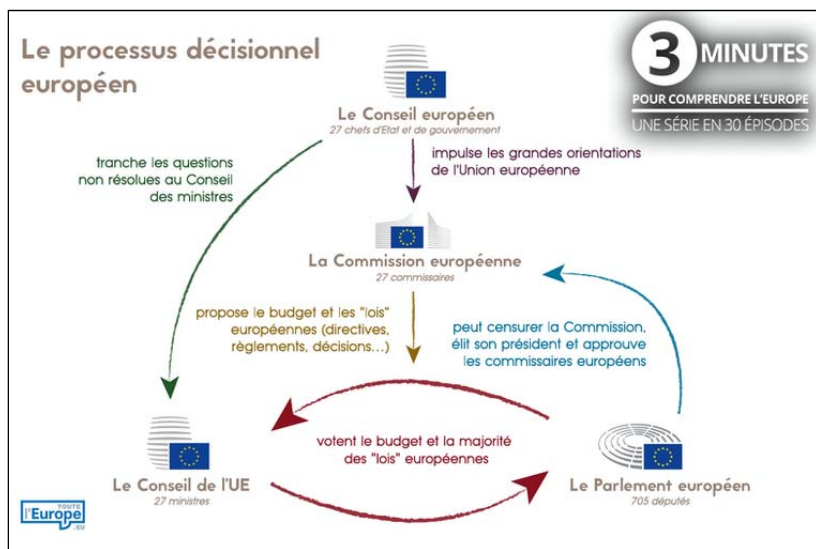 Le processus décisionnel
européen
3 MINUTES
POUR COMPRENDRE L'EUROPE
UNE SÉRIE EN 30 ÉPISODES
Le Conseil européen
27 chefs d'Etat et de gouvernement
tranche les questions
non résolues au Conseil
des ministres
impulse les grandes orientations
de l'Union européenne
La Commission européenne
27 commissaires
propose le budget et les "lois"
européennes (directives,
règlements, décisions...)
peut censurer la Commission,
élit son président et approuve
les commissaires européens
votent le budget et la majorité
des "lois" européennes
Le Conseil de l'UE
27 ministres
Le Parlement européen
705 députés
TOUTE
l'Europe
.EU